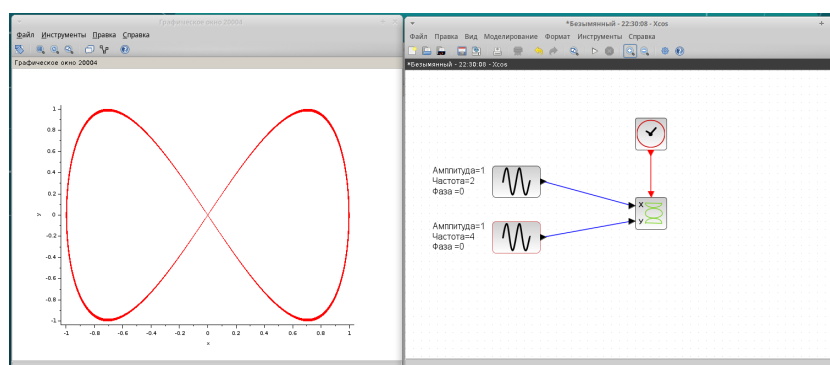 Графическое окно 20004
Файл Инструменты Правка Справка
Графическое окно 20004
1
0.8
0.6
0.4
0.2
0
-0.2
-0.4
-0.6
-0.8
-1
y
-1 -0.8 -0.6 -0.4 -0.2 0 0.2 0.4 0.6 0.8 1
x
*Безымянный - 22:30:08 - Xcos
Файл Правка Вид Моделирование Формат Инструменты Справка
*Безымянный - 22:30:08 - Xcos
Амплитуда=1
Частота=2
Фаза =0
Амплитуда=1
Частота=4
Фаза =0
X
У